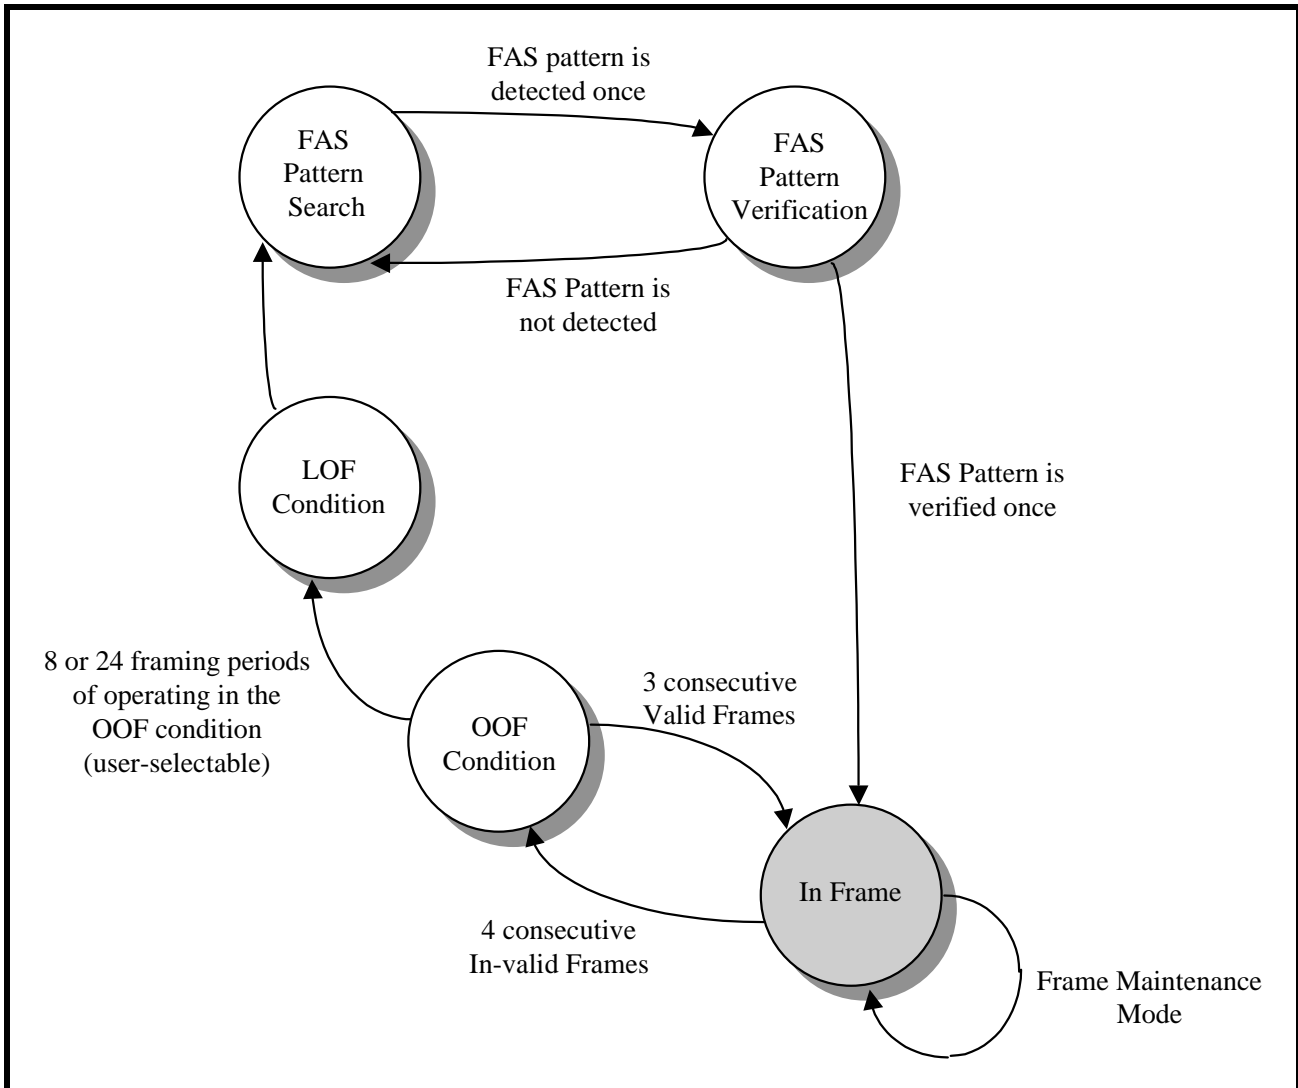 FAS pattern is
detected once
FAS
Pattern
Search
FAS
Pattern
Verification
FAS Pattern is
not detected
LOF
Condition
FAS Pattern is
verified once
8 or 24 framing periods
of operating in the
OOF condition
(user-selectable)
OOF
Condition
3 consecutive
Valid Frames
In Frame
4 consecutive
In-valid Frames
Frame Maintenance
Mode